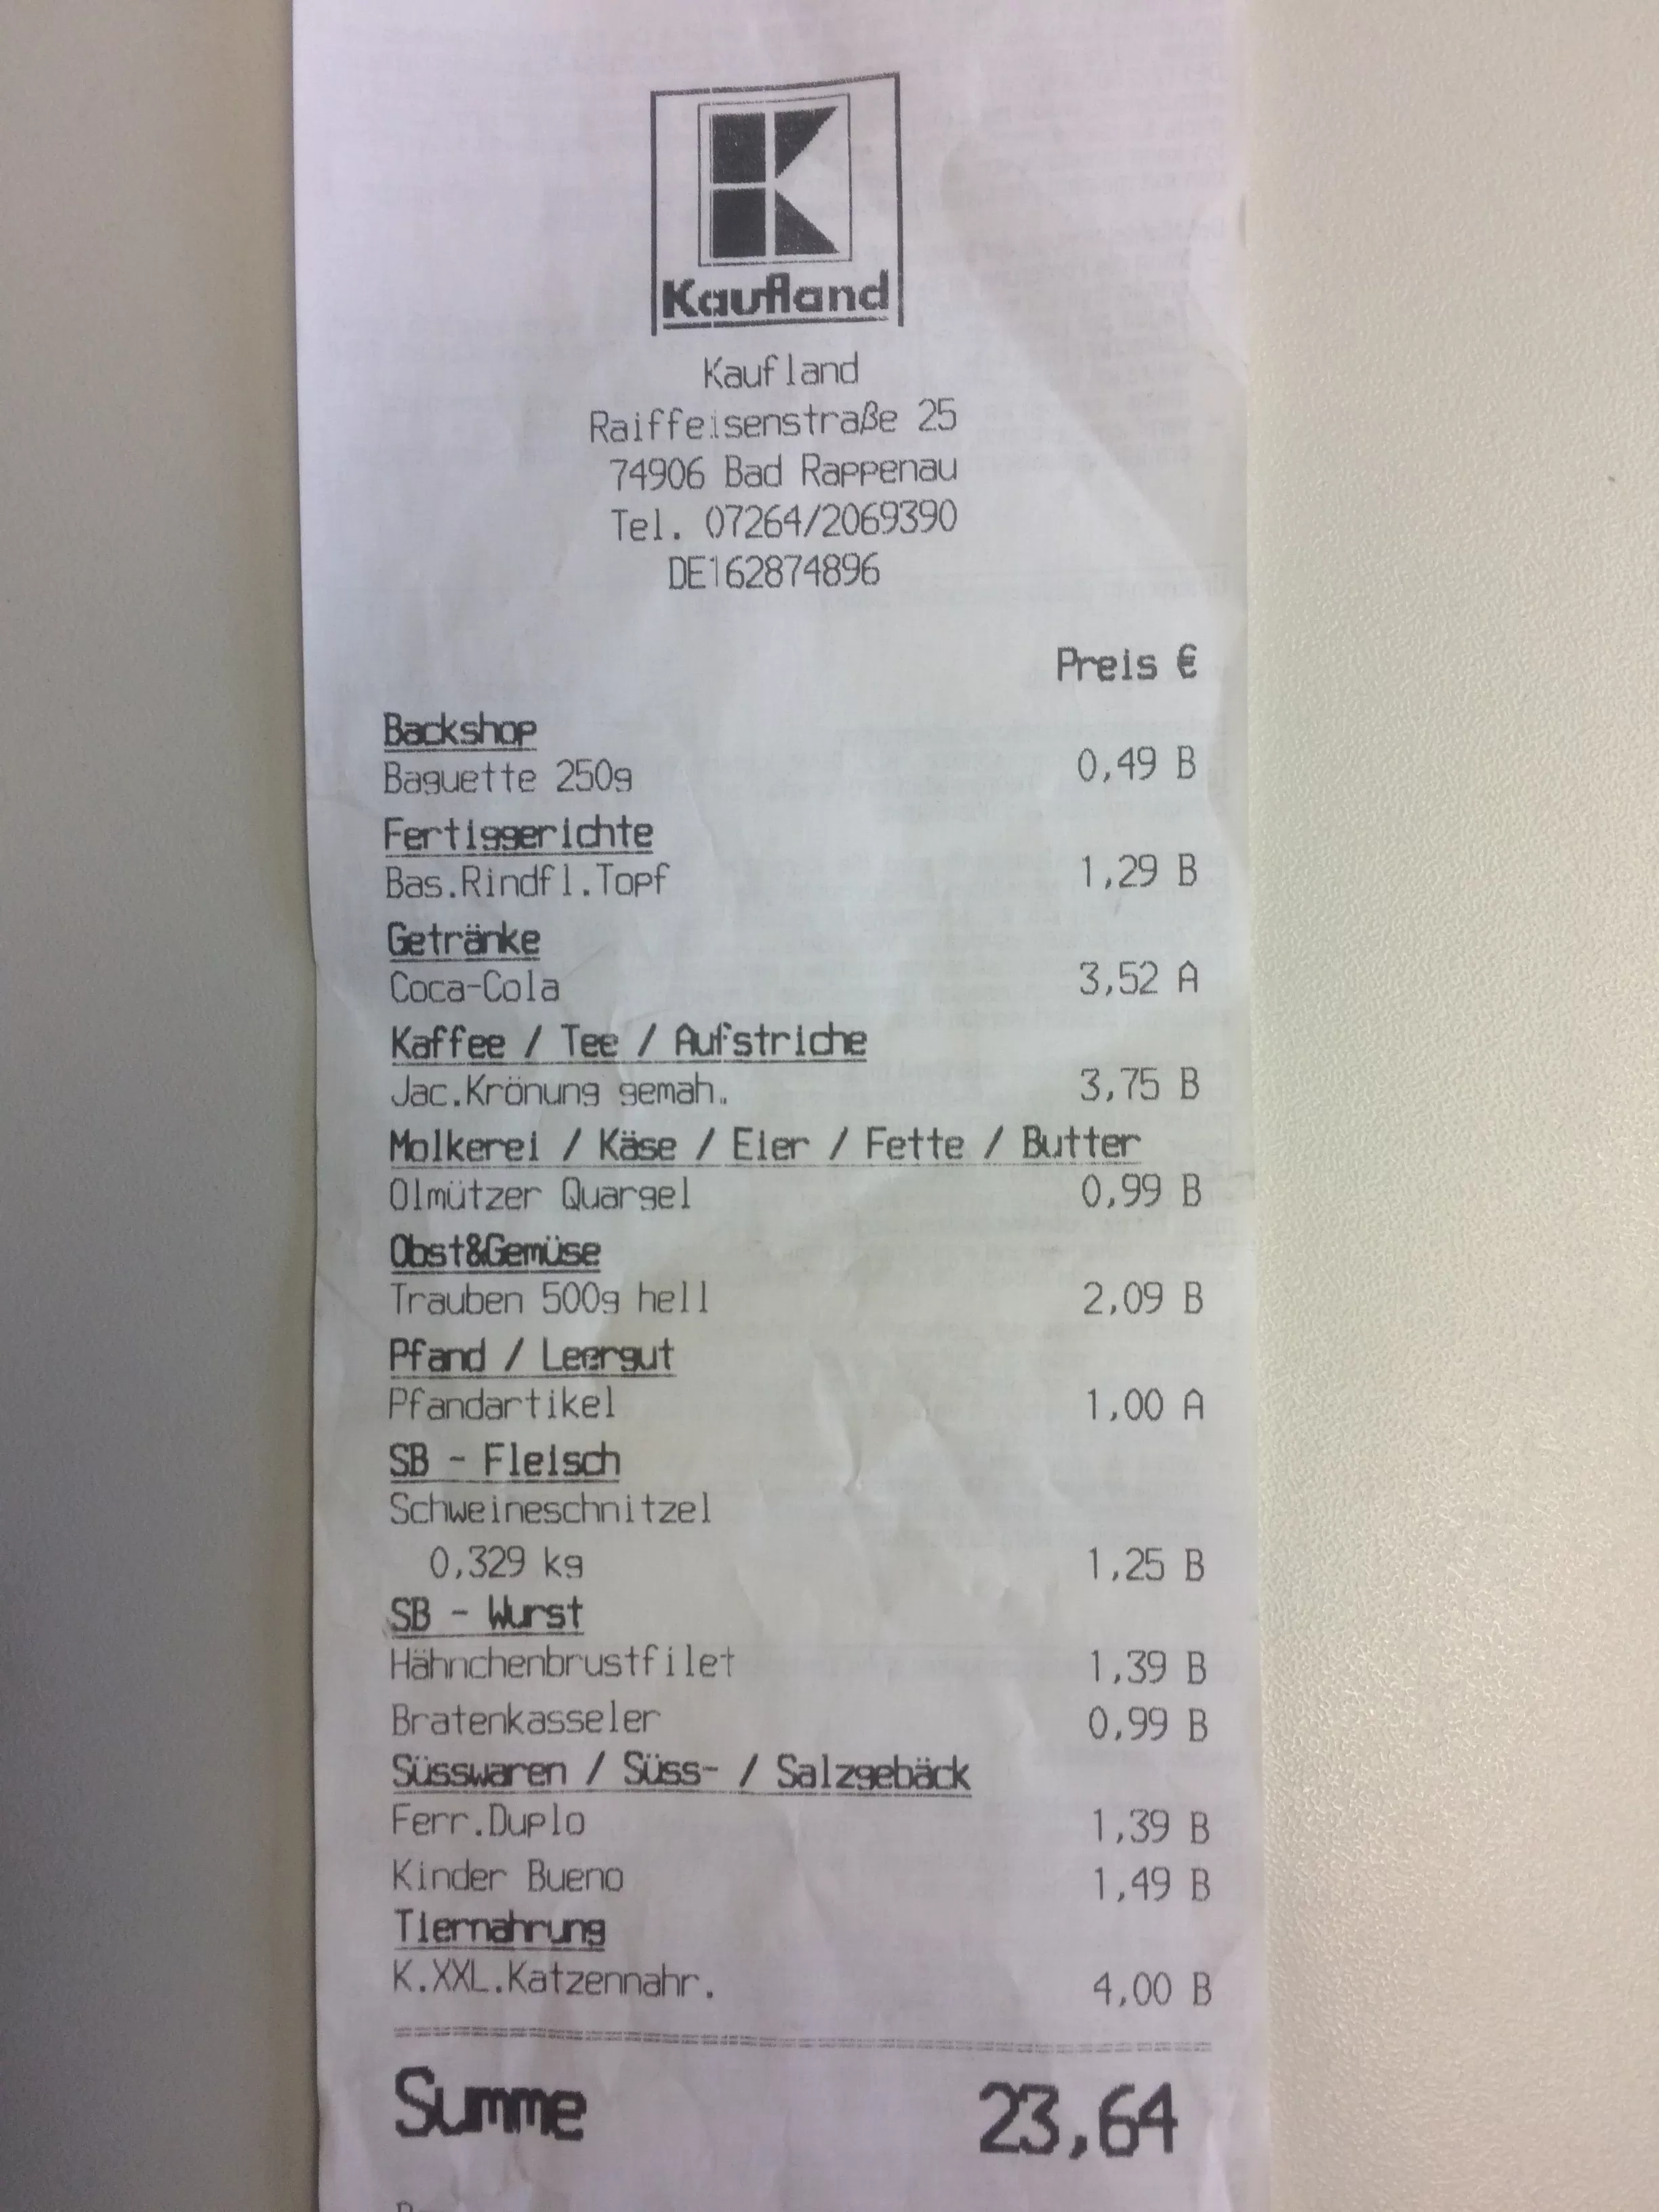 Kaufland
Kaufland
Raiffeisenstraße 25
74906 Bad Rappenau
Tel. 07264/2069390
DE162874896
Preis €
Backshop
Baguette 250g 0,49 B
Fertiggerichte
Bas.Rindfl.Topf 1,29 B
Getränke
Coca-Cola 3,52 A
Kaffee / Tee / Aufstriche
Jac.Krönung gemah. 3,75 B
Molkerei / Käse / Eier / Fette / Butter
Olmützer Quargel 0,99 B
Obst&Gemüse
Trauben 500g hell 2,09 B
Pfand / Leergut
Pfandartikel 1,00 A
SB - Fleisch
Schweineschnitzel
0,329 kg 1,25 B
SB - Wurst
Hähnchenbrustfilet 1,39 B
Bratenkasseler 0,99 B
Süsswaren / Süss- / Salzgebäck
Ferr.Duplo 1,39 B
Kinder Bueno 1,49 B
Tiernahrung
K.XXL.Katzennahr. 4,00 B
Summe 23,64